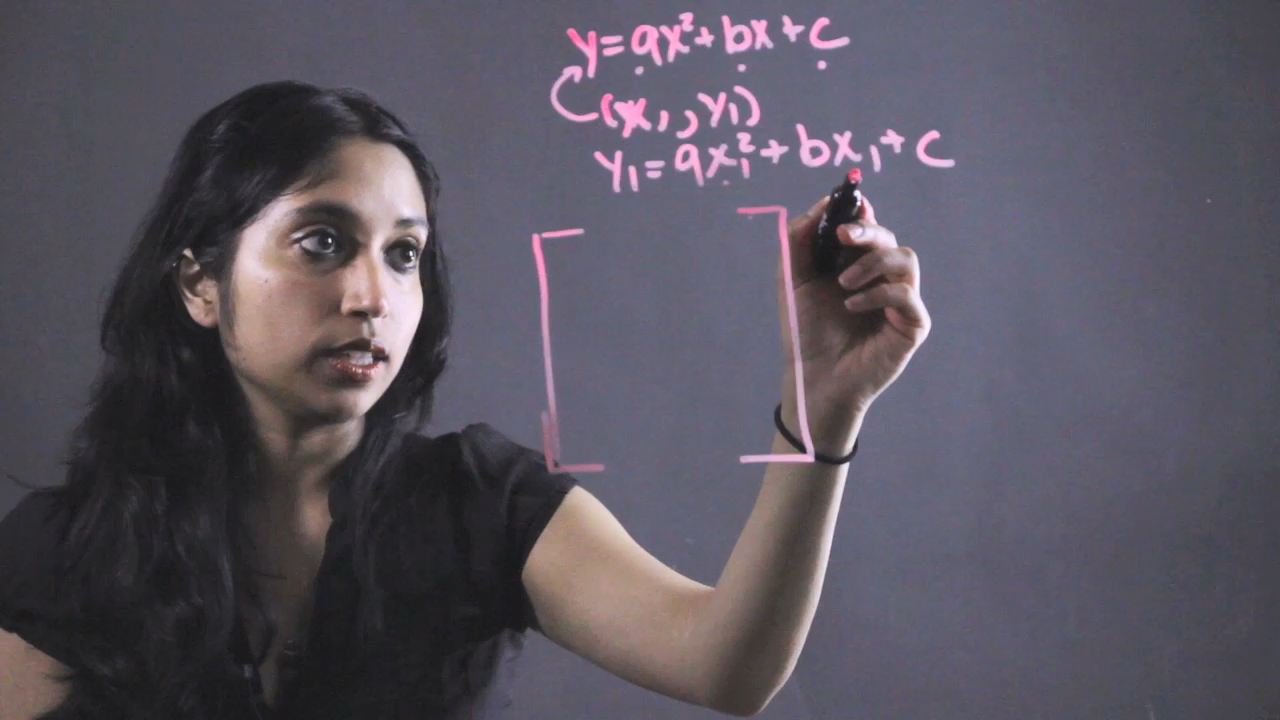 y=ax²+bx+c
(x₁,y₁)
y₁=ax₁²+bx₁+c